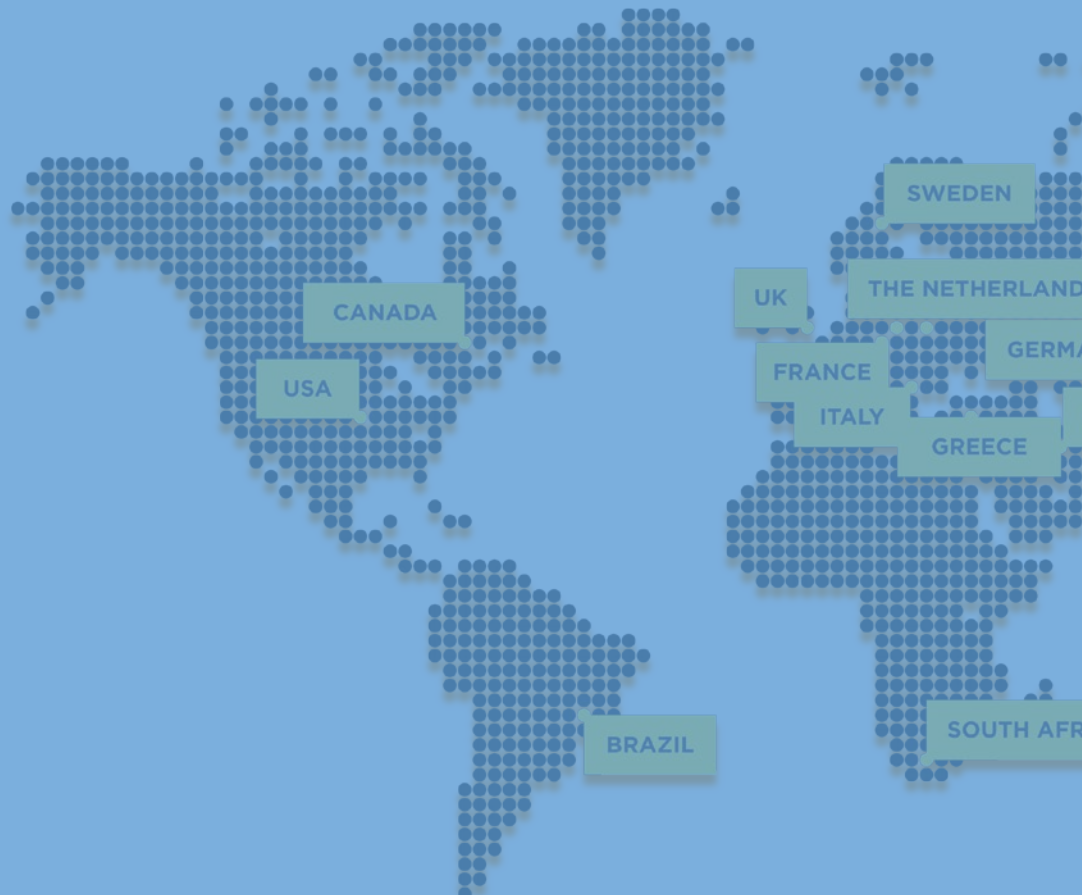 SWEDEN
THE NETHERLAND
UK
CANADA
GERMA
FRANCE
USA
ITALY
GREECE
SOUTH AFR
BRAZIL